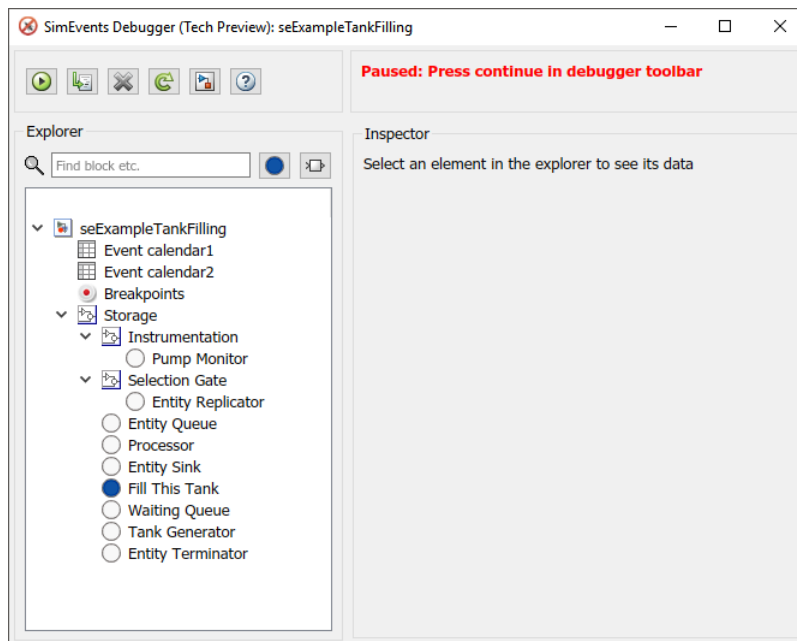 SimEvents Debugger (Tech Preview): seExampleTankFilling
Paused: Press continue in debugger toolbar
Explorer
Find block etc.
seExampleTankFilling
Event calendar1
Event calendar2
Breakpoints
Storage
Instrumentation
Pump Monitor
Selection Gate
Entity Replicator
Entity Queue
Processor
Entity Sink
Fill This Tank
Waiting Queue
Tank Generator
Entity Terminator
Inspector
Select an element in the explorer to see its data